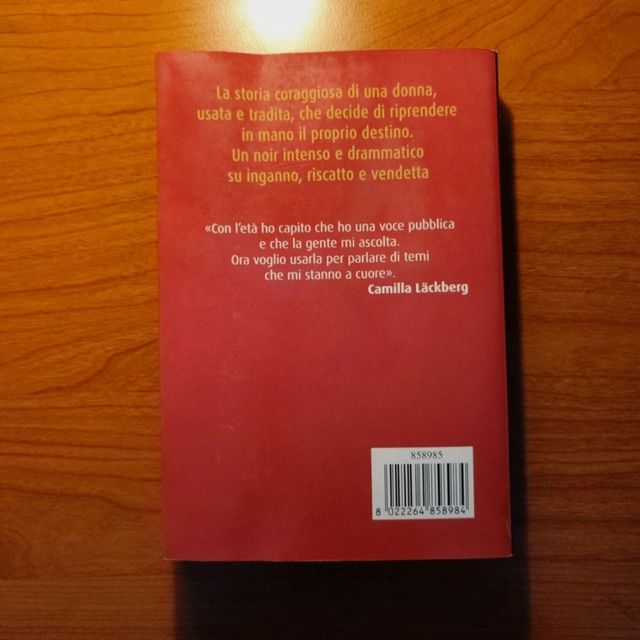 La storia coraggiosa di una donna,
usata e tradita, che decide di riprendere
in mano il proprio destino.
Un noir intenso e drammatico
su inganno, riscatto e vendetta
«Con l'età ho capito che ho una voce pubblica
e che la gente mi ascolta.
Ora voglio usarla per parlare di temi
che mi stanno a cuore».
Camilla Läckberg
858985
8 022264 858984